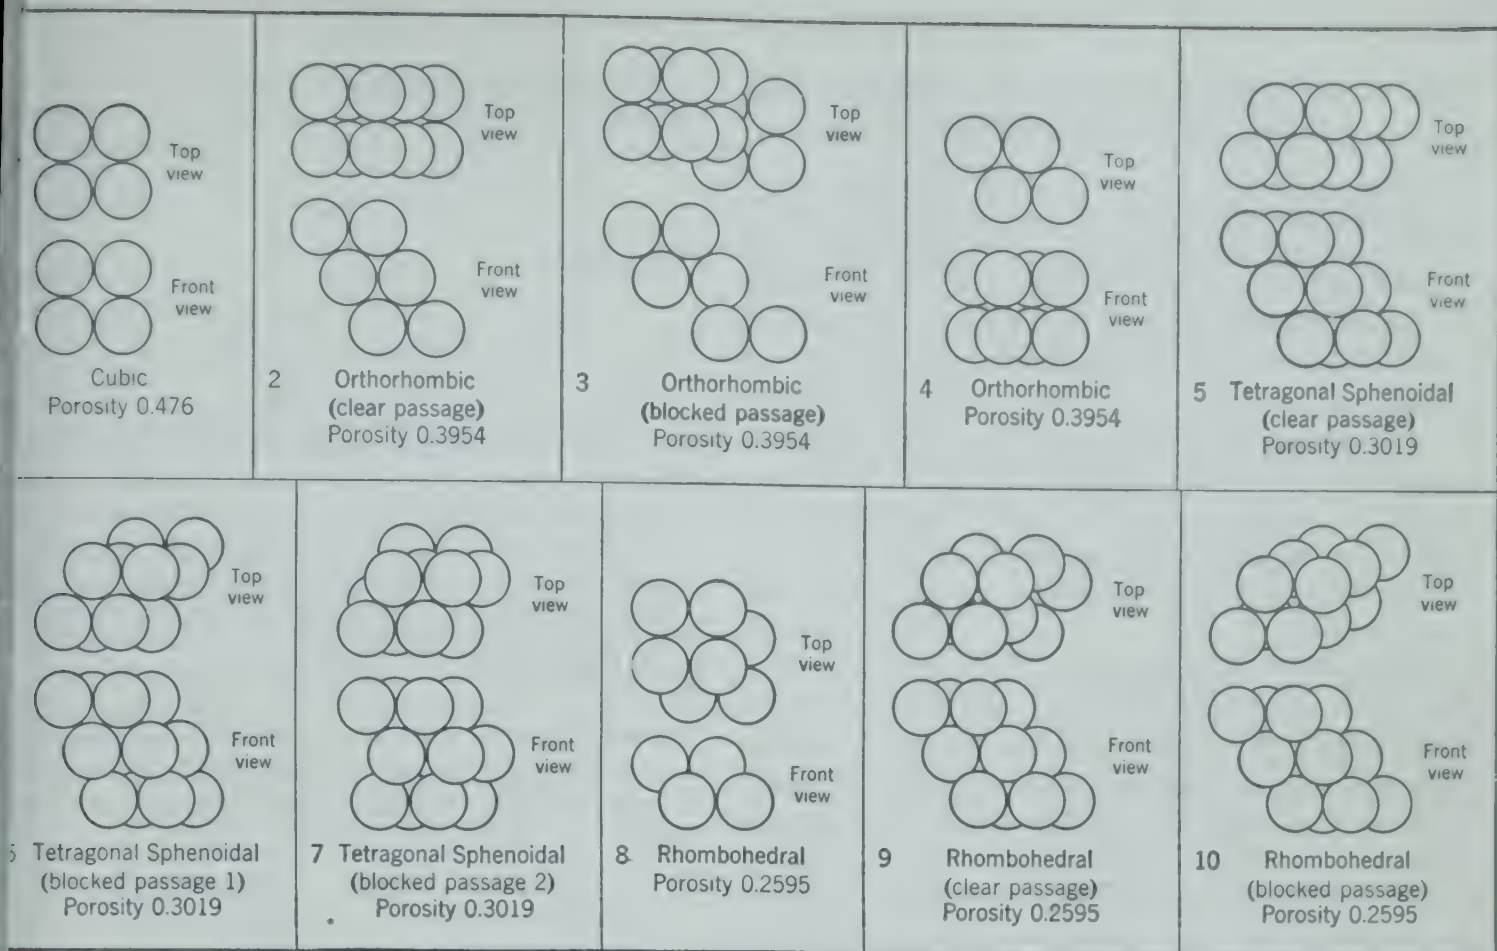 Top
view
Front
view
Cubic
Porosity 0.476
Top
view
Front
view
2 Orthorhombic
(clear passage)
Porosity 0.3954
Top
view
Front
view
3 Orthorhombic
(blocked passage)
Porosity 0.3954
Top
view
Front
view
4 Orthorhombic
Porosity 0.3954
Top
view
Front
view
5 Tetragonal Sphenoidal
(clear passage)
Porosity 0.3019
Top
view
Front
view
Tetragonal Sphenoidal
(blocked passage 1)
Porosity 0.3019
Top
view
Front
view
7 Tetragonal Sphenoidal
(blocked passage 2)
Porosity 0.3019
Top
view
Front
view
8 Rhombohedral
Porosity 0.2595
Top
view
Front
view
9 Rhombohedral
(clear passage)
Porosity 0.2595
Top
view
Front
view
10 Rhombohedral
(blocked passage)
Porosity 0.2595